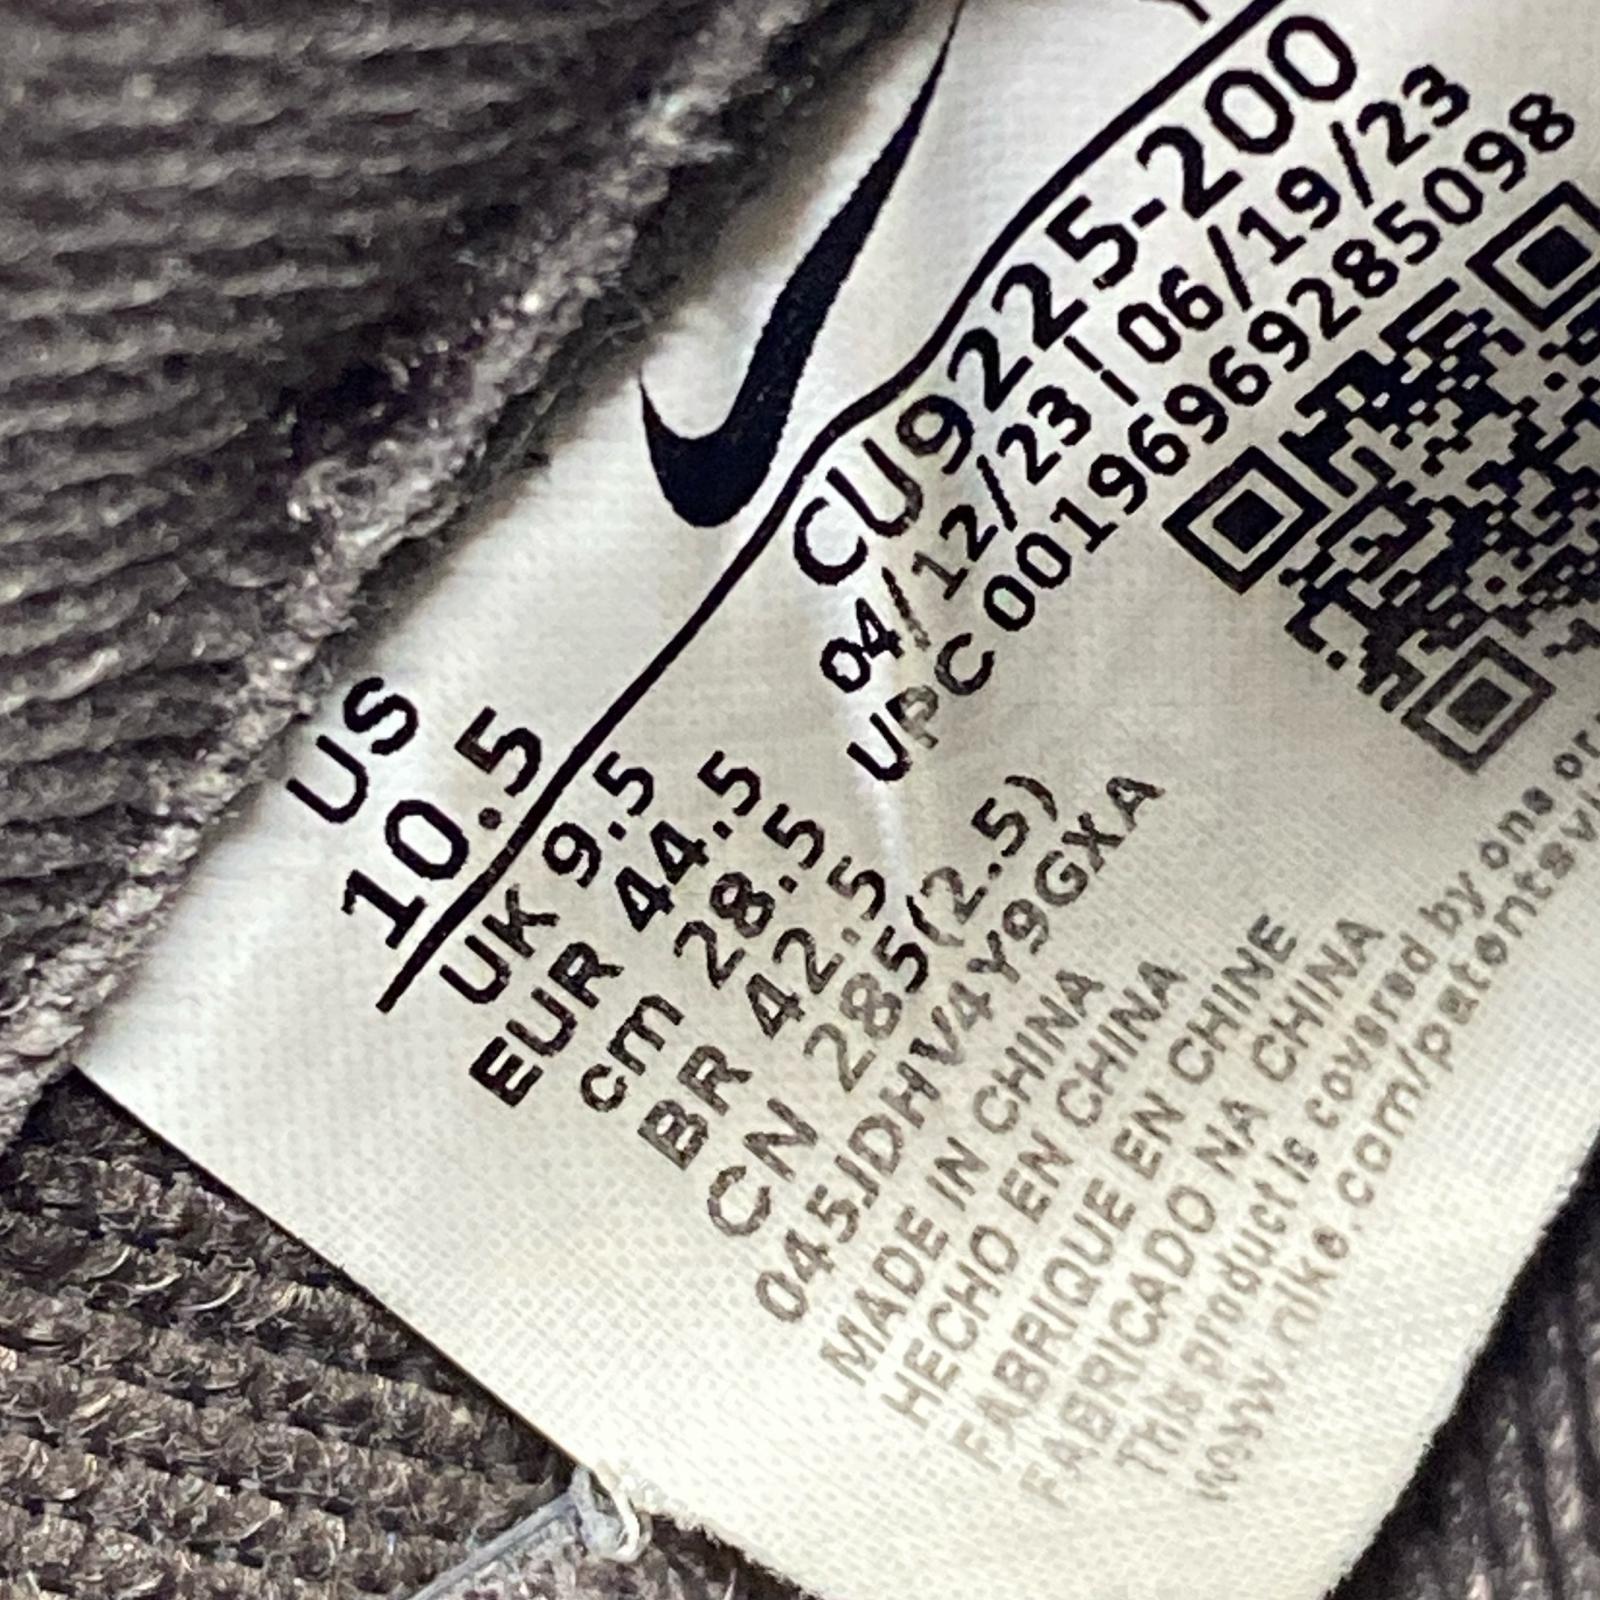 US
10.5
UK 9.5
EUR 44.5
cm 28.5
BR 42.5
CN 285(2.5)
CU9225-200
04/12/23 | 06/19/23
UPC 00196969285098
045JDHV4Y9GXA
MADE IN CHINA
HECHO EN CHINA
FABRIQUE EN CHINE
FABRICADO NA CHINA
This product is covered by one or
www.nike.com/patents